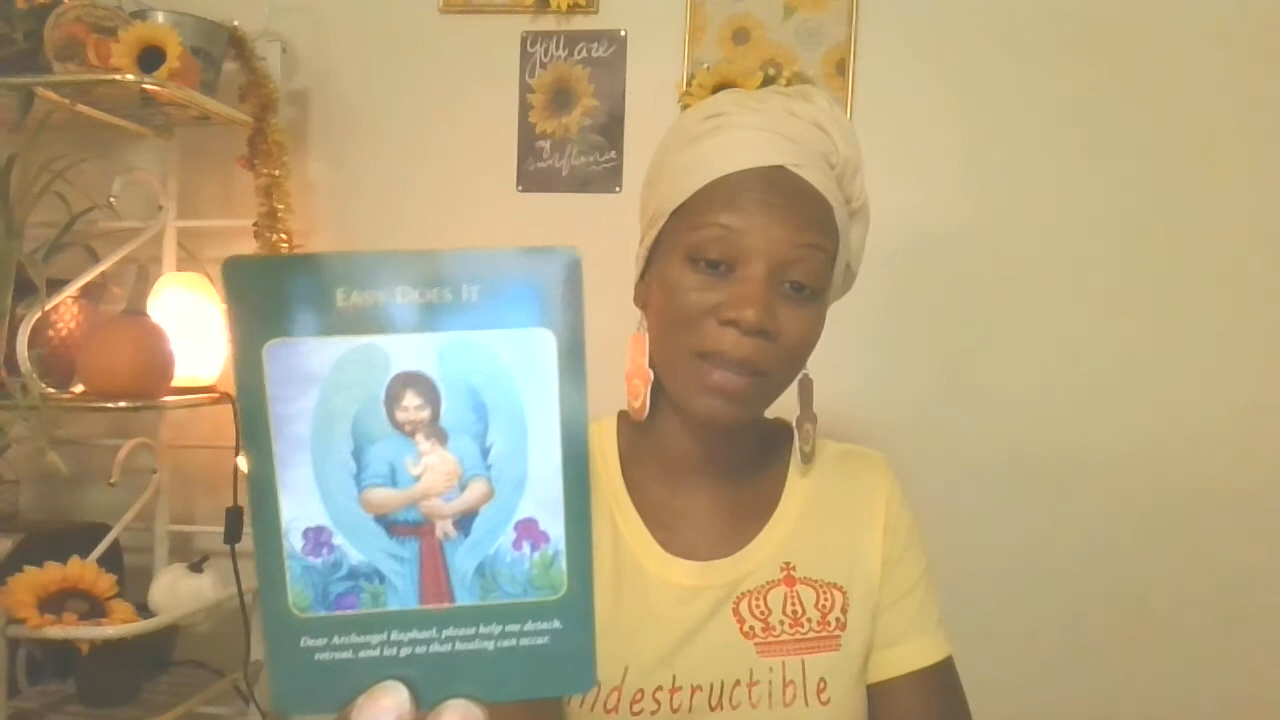 You are
my
sunflower
EASY DOES IT
Dear Archangel Raphael, please help me detach,
retreat, and let go so that healing can occur.
Indestructible